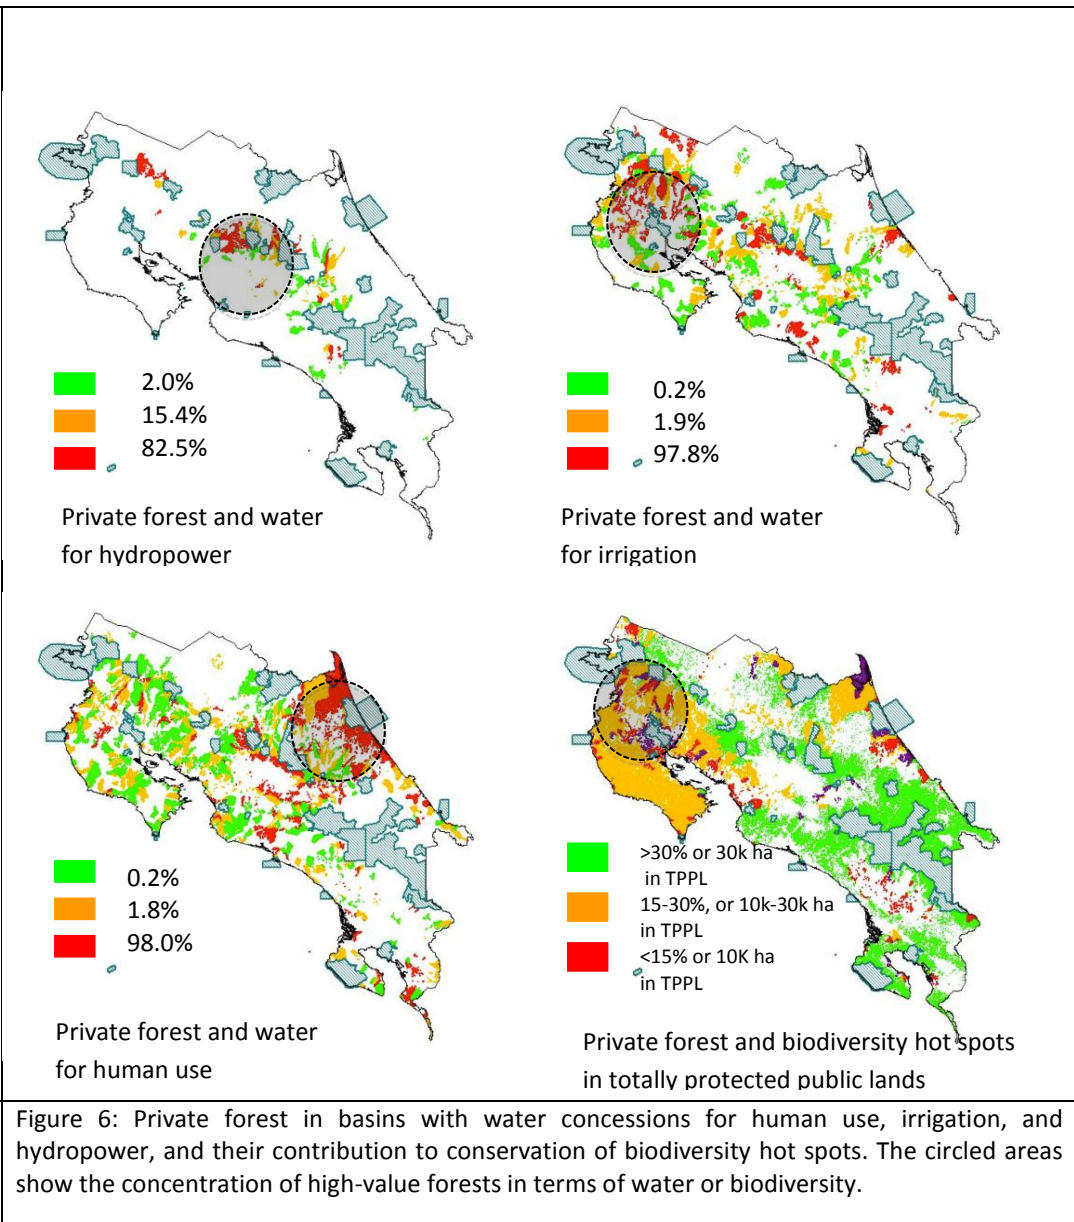 2.0%
15.4%
82.5%
Private forest and water
for hydropower
0.2%
1.9%
97.8%
Private forest and water
for irrigation
0.2%
1.8%
98.0%
Private forest and water
for human use
>30% or 30k ha
in TPPL
15-30%, or 10k-30k ha
in TPPL
<15% or 10K ha
in TPPL
Private forest and biodiversity hot spots
in totally protected public lands
Figure 6: Private forest in basins with water concessions for human use, irrigation, and
hydropower, and their contribution to conservation of biodiversity hot spots. The circled areas
show the concentration of high-value forests in terms of water or biodiversity.